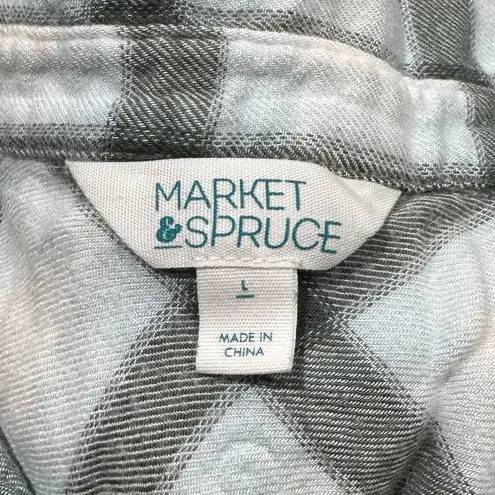 MARKET
&SPRUCE
L
MADE IN
CHINA